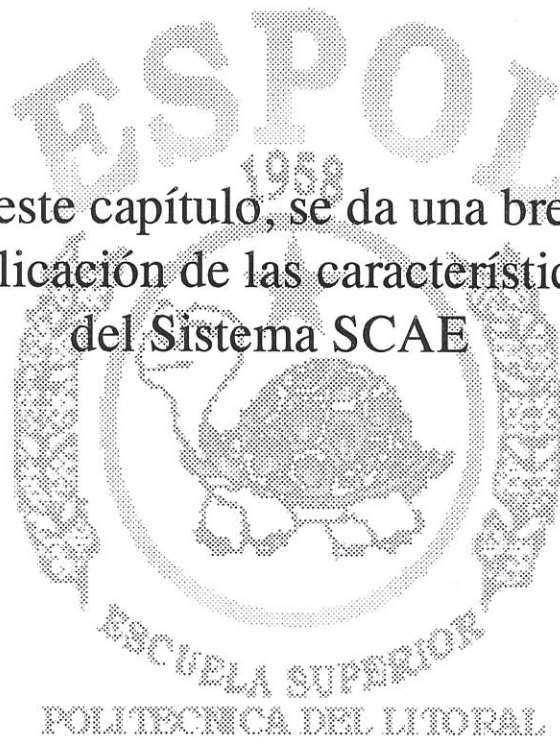 ESPOL
1958
este capítulo, se da una bre
licación de las característic
del Sistema SCAE
ESCUELA SUPERIOR
POLITECNICA DEL LITORAL